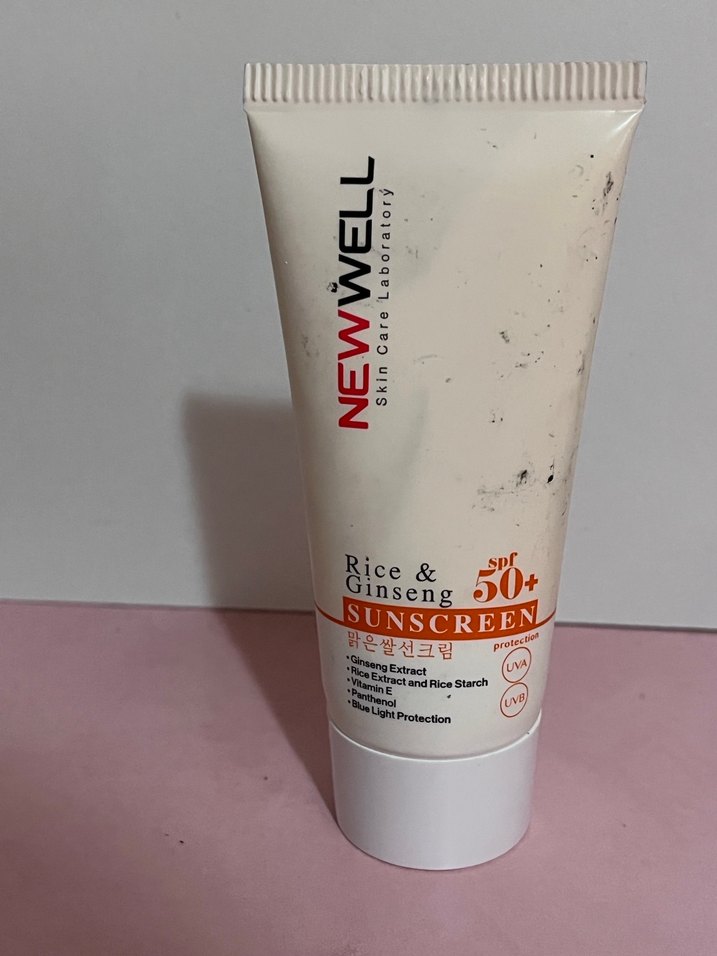 NEWWELL
Skin Care Laboratory
Rice &
Ginseng
spf
50+
SUNSCREEN
맑은쌀선크림
protection
UVA
UVB
• Ginseng Extract
• Rice Extract and Rice Starch
• Vitamin E
• Panthenol
• Blue Light Protection